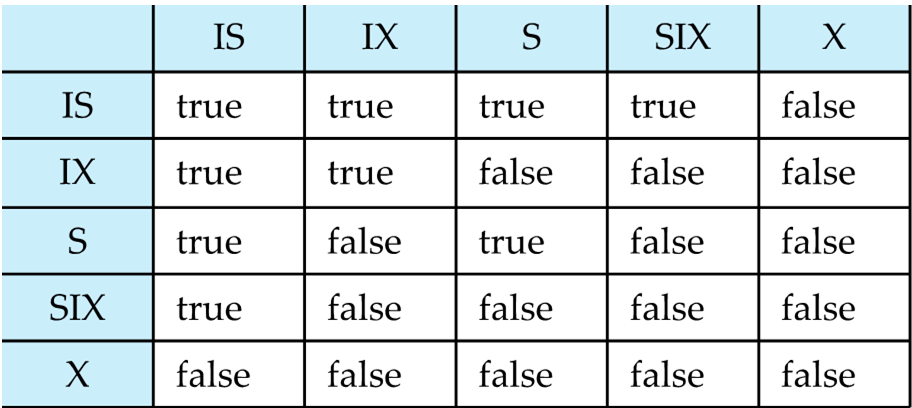 IS IX S SIX X
IS true true true true false
IX true true false false false
S true false true false false
SIX true false false false false
X false false false false false